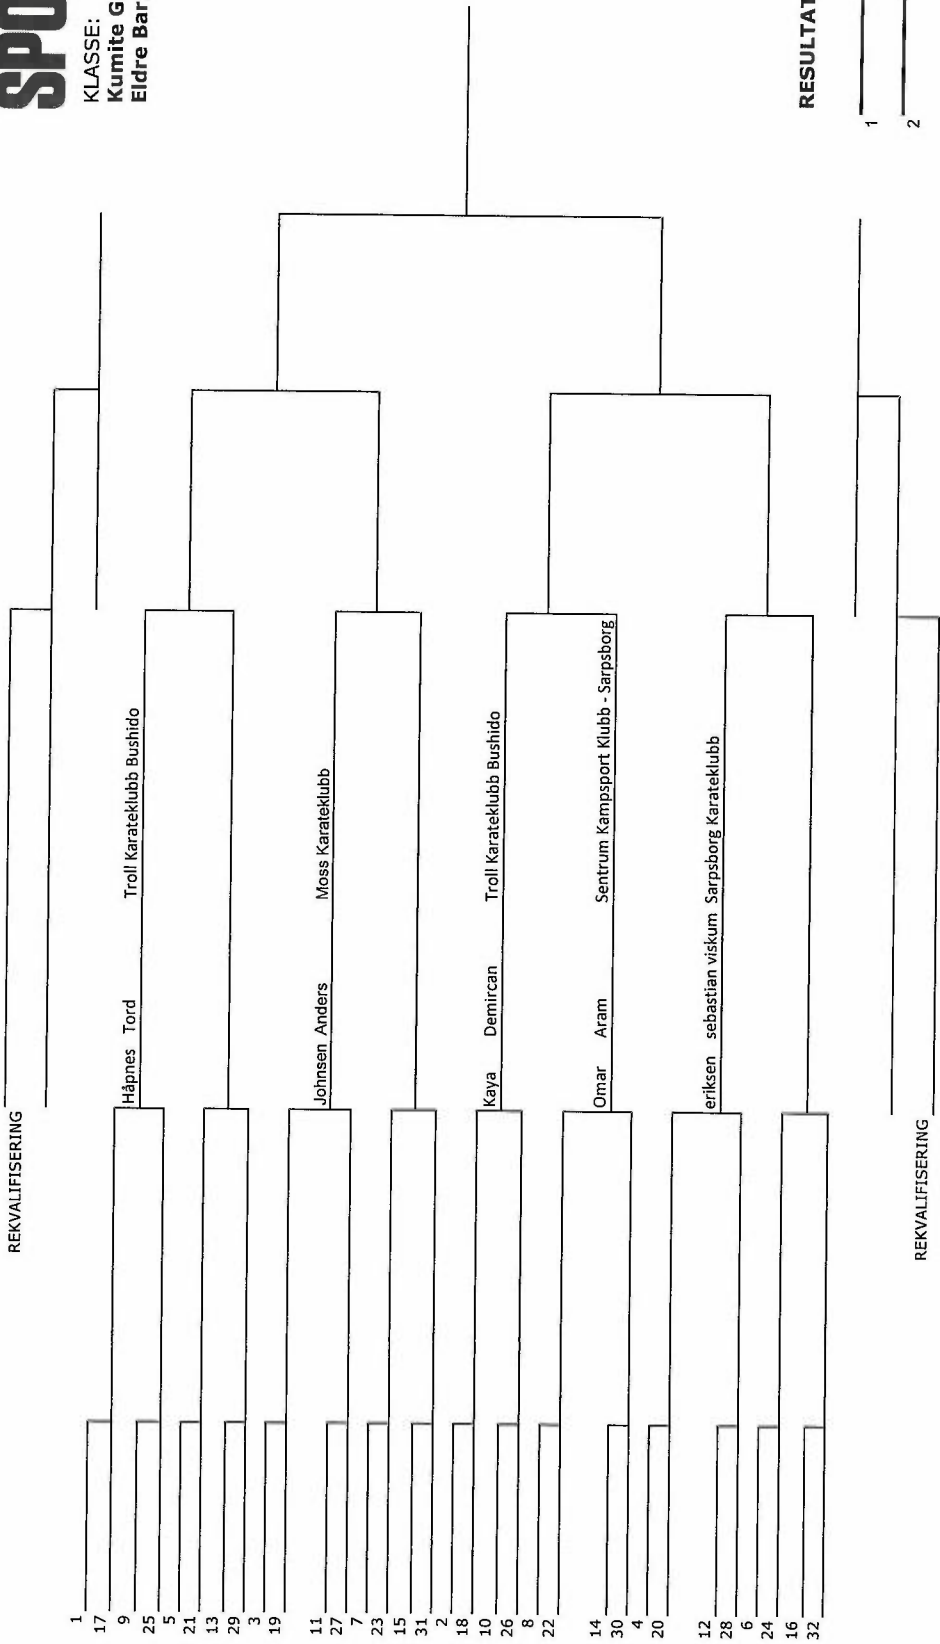 SPO
KLASSE:
Kumite G
Eldre Bar
REKVALIFISERING
1
17
9
25
5
21
13
29
3
19
11
27
7
23
15
31
2
18
10
26
8
22
14
30
4
20
12
28
6
24
16
32
Håpnes Tord Troll Karateklubb Bushido
Johnsen Anders Moss Karateklubb
Kaya Demircan Troll Karateklubb Bushido
Omar Aram Sentrum Kampsport Klubb - Sarpsborg
eriksen sebastian viskum Sarpsborg Karateklubb
RESULTAT
1
2
REKVALIFISERING